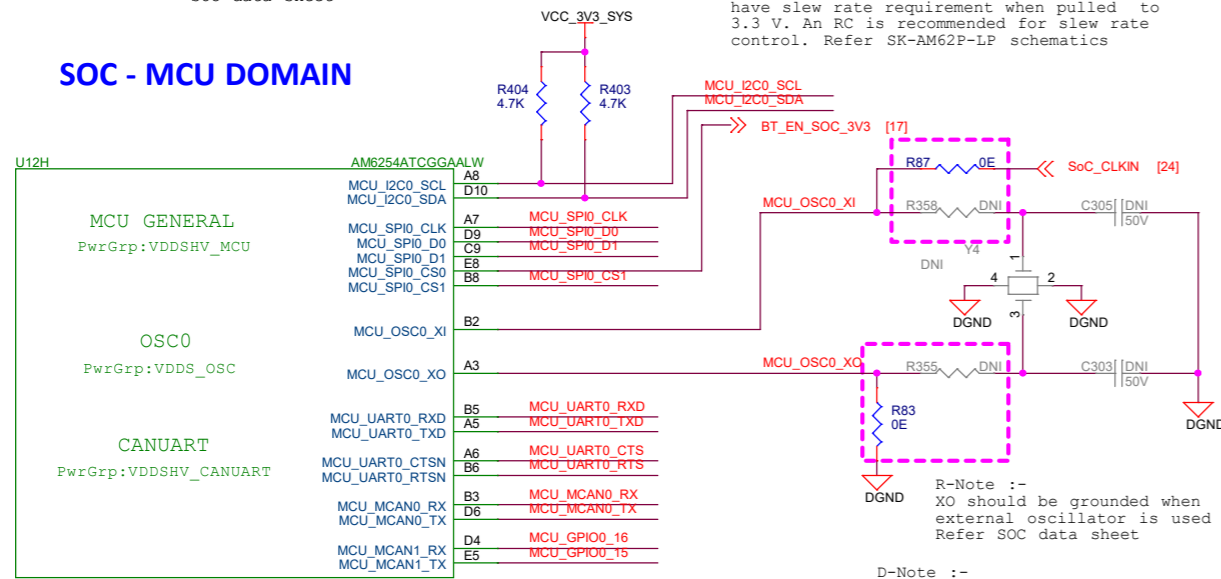 have slew rate requirement when pulled to
3.3 V. An RC is recommended for slew rate
control. Refer SK-AM62P-LP schematics
VCC_3V3_SYS
SOC - MCU DOMAIN
R404
4.7K
R403
4.7K
MCU_I2C0_SCL
MCU_I2C0_SDA
BT_EN_SOC_3V3 [17]
U12H
AM6254ATCGGAALW
MCU GENERAL
PwrGrp:VDDSHV_MCU
MCU_I2C0_SCL A8
MCU_I2C0_SDA D10
MCU_SPI0_CLK A7 MCU_SPI0_CLK
MCU_SPI0_D0 D9 MCU_SPI0_D0
MCU_SPI0_D1 C9 MCU_SPI0_D1
MCU_SPI0_CS0 E8
MCU_SPI0_CS1 B8 MCU_SPI0_CS1
R87 0E
SoC_CLKIN [24]
MCU_OSC0_XI
R358 DNI
C305 DNI
50V
Y4
DNI
1
4
2
3
DGND
DGND
OSC0
PwrGrp:VDDS_OSC
MCU_OSC0_XI B2
MCU_OSC0_XO A3
MCU_OSC0_XO
R355 DNI
C303 DNI
50V
R83
0E
DGND
DGND
CANUART
PwrGrp:VDDSHV_CANUART
MCU_UART0_RXD B5 MCU_UART0_RXD
MCU_UART0_TXD A5 MCU_UART0_TXD
MCU_UART0_CTSN A6 MCU_UART0_CTS
MCU_UART0_RTSN B6 MCU_UART0_RTS
MCU_MCAN0_RX B3 MCU_MCAN0_RX
MCU_MCAN0_TX D6 MCU_MCAN0_TX
MCU_MCAN1_RX D4 MCU_GPIO0_16
MCU_MCAN1_TX E5 MCU_GPIO0_15
R-Note :-
XO should be grounded when
external oscillator is used
Refer SOC data sheet
D-Note :-